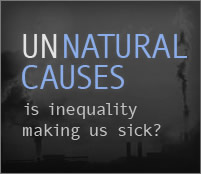 UNNATURAL
CAUSES
is inequality
making us sick?